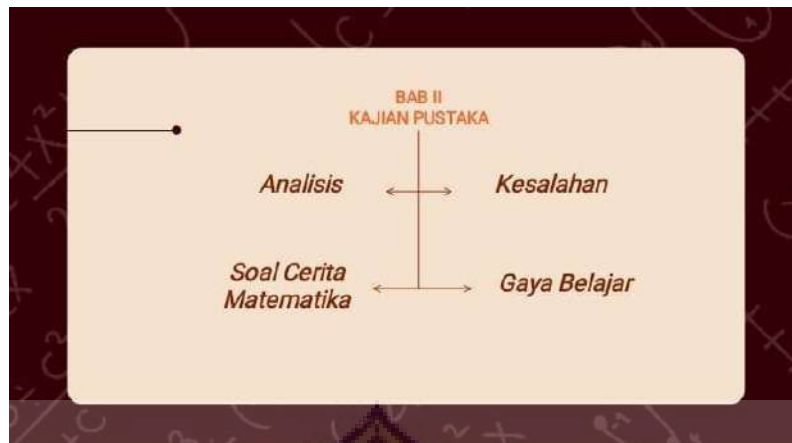 BAB II
KAJIAN PUSTAKA
Analisis
Kesalahan
Soal Cerita
Matematika
Gaya Belajar